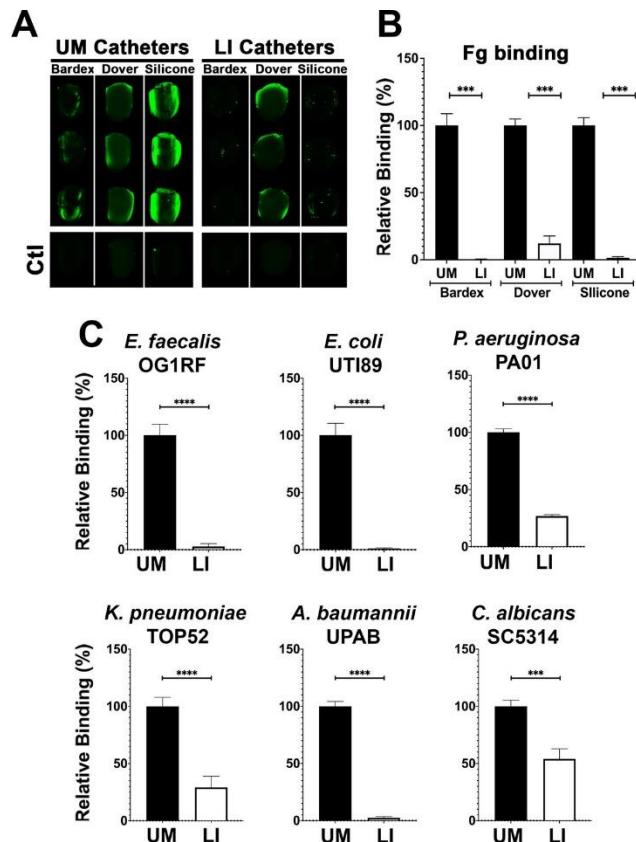 A
UM Catheters LI Catheters
Bardex Dover Silicone Bardex Dover Silicone
Ctl
B
Fg binding
Relative Binding (%)
150
100
50
0
*** *** ***
UM LI UM LI UM LI
Bardex Dover SIlicone
C
E. faecalis
OG1RF
Relative Binding (%)
150
100
50
0
****
UM LI
E. coli
UTI89
150
100
50
0
****
UM LI
P. aeruginosa
PA01
150
100
50
0
****
UM LI
K. pneumoniae
TOP52
Relative Binding (%)
150
100
50
0
****
UM LI
A. baumannii
UPAB
150
100
50
0
****
UM LI
C. albicans
SC5314
150
100
50
0
***
UM LI